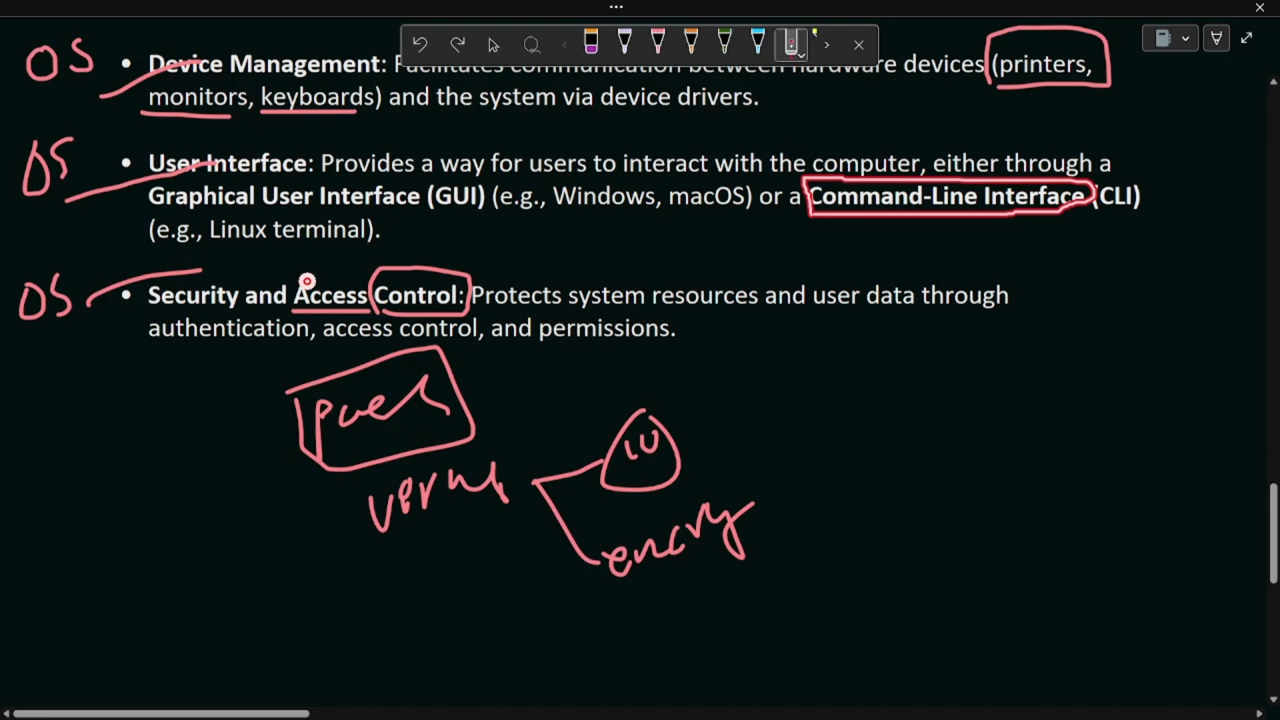 OS • Device Management: Facilitates communication between hardware devices (printers,
monitors, keyboards) and the system via device drivers.
OS • User Interface: Provides a way for users to interact with the computer, either through a
Graphical User Interface (GUI) (e.g., Windows, macOS) or a Command-Line Interface (CLI)
(e.g., Linux terminal).
OS • Security and Access Control: Protects system resources and user data through
authentication, access control, and permissions.
encry